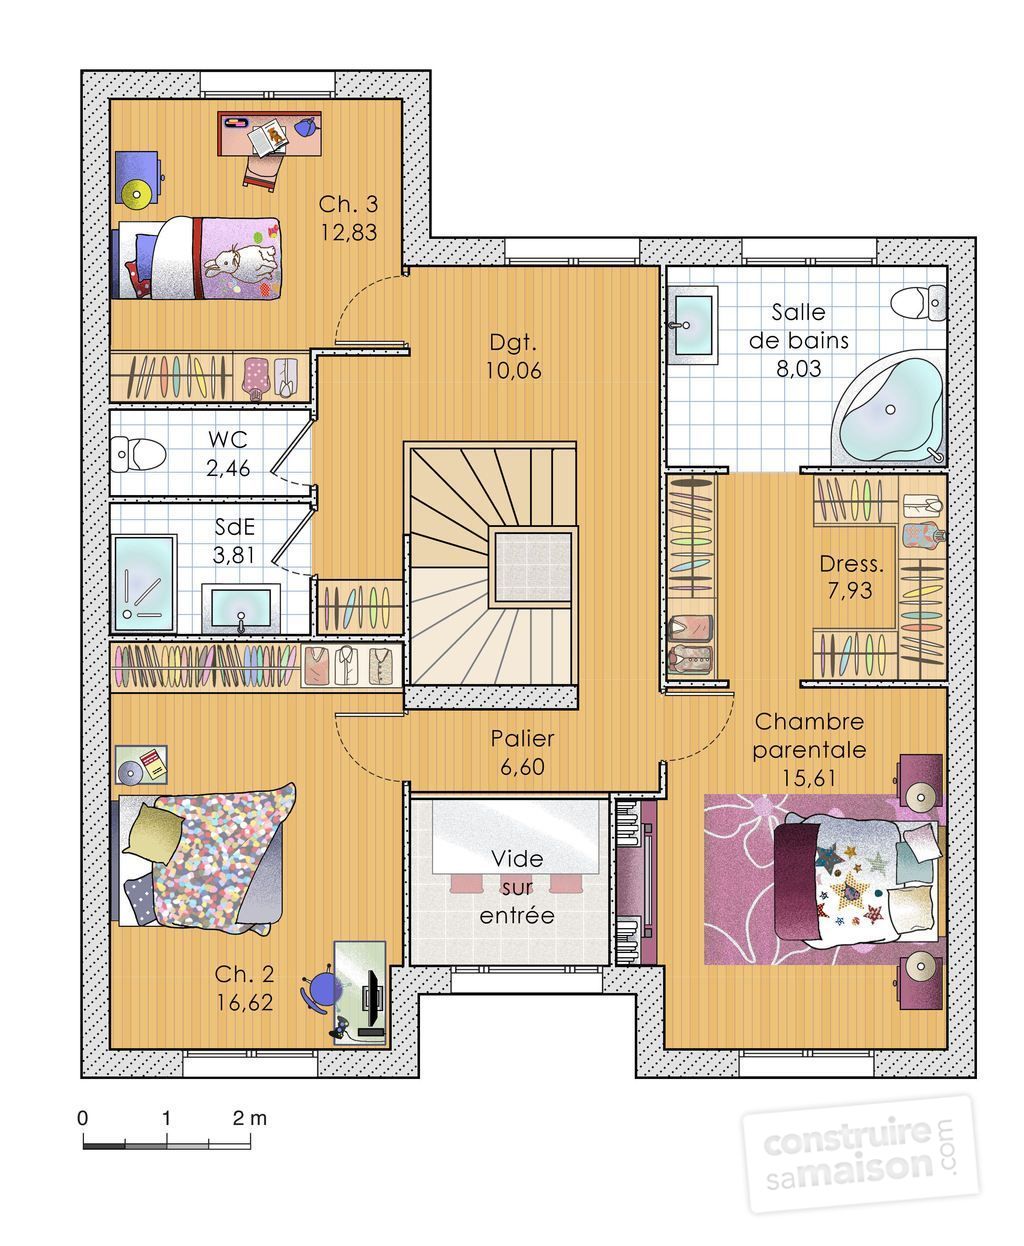 Ch. 3
12,83
Dgt.
10,06
Salle
de bains
8,03
WC
2,46
SdE
3,81
Dress.
7,93
Palier
6,60
Chambre
parentale
15,61
Vide
sur
entrée
Ch. 2
16,62
0 1 2 m
construire
samaison
.com